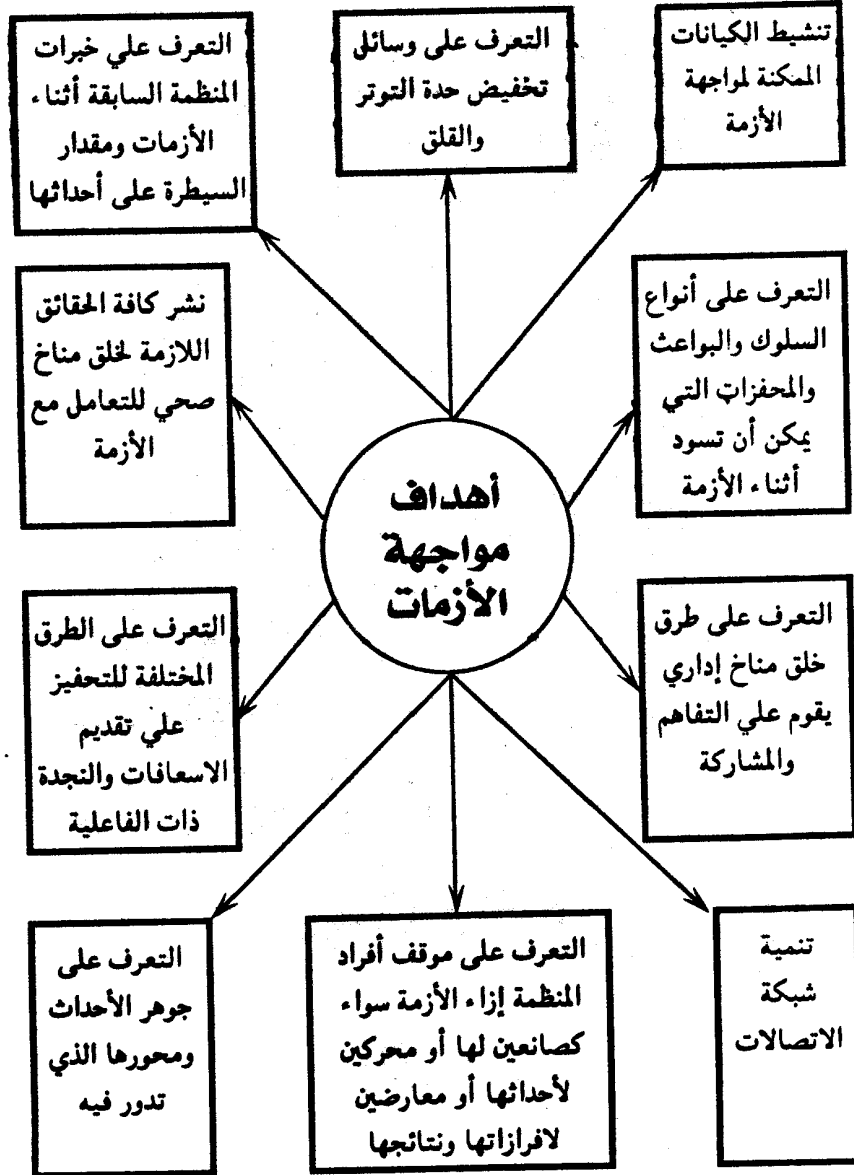 تنشيط الكيانات
الممكنة لمواجهة
الأزمة
التعرف على وسائل
تخفيض حدة التوتر
والقلق
التعرف علي خبرات
المنظمة السابقة أثناء
الأزمات ومقدار
السيطرة على أحداثها
التعرف على أنواع
السلوك والبواعث
والمحفزات التي
يمكن أن تسود
أثناء الأزمة
نشر كافة الحقائق
اللازمة لخلق مناخ
صحي للتعامل مع
الأزمة
أهداف
مواجهة
الأزمات
التعرف على طرق
خلق مناخ إداري
يقوم علي التفاهم
والمشاركة
التعرف على الطرق
المختلفة للتحفيز
علي تقديم
الاسعافات والنجدة
ذات الفاعلية
تنمية
شبكة
الاتصالات
التعرف على موقف أفراد
المنظمة إزاء الأزمة سواء
كصانعين لها أو محركين
لأحداثها أو معارضين
لافرازاتها ونتائجها
التعرف على
جوهر الأحداث
ومحورها الذي
تدور فيه